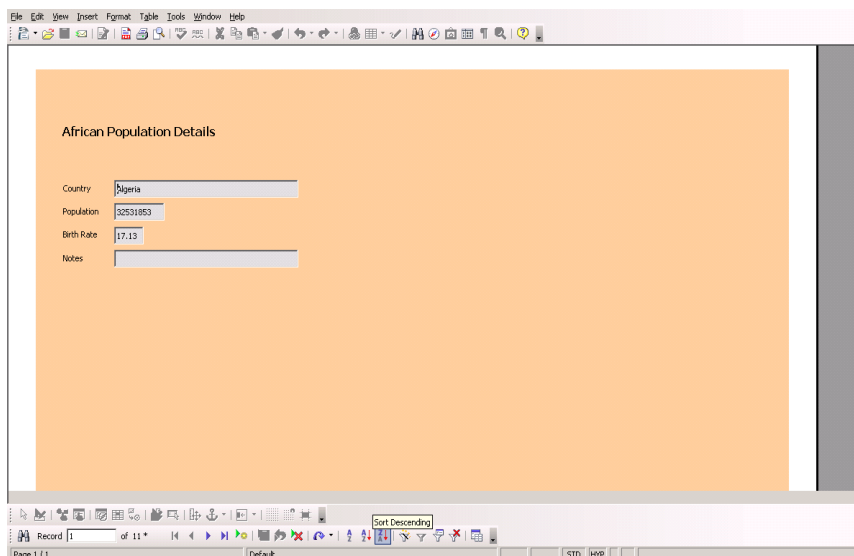 File Edit View Insert Format Table Tools Window Help
African Population Details
Country Algeria
Population 32531853
Birth Rate 17.13
Notes
Sort Descending
Record 1 of 11 *
Page 1 / 1 Default STD HYP